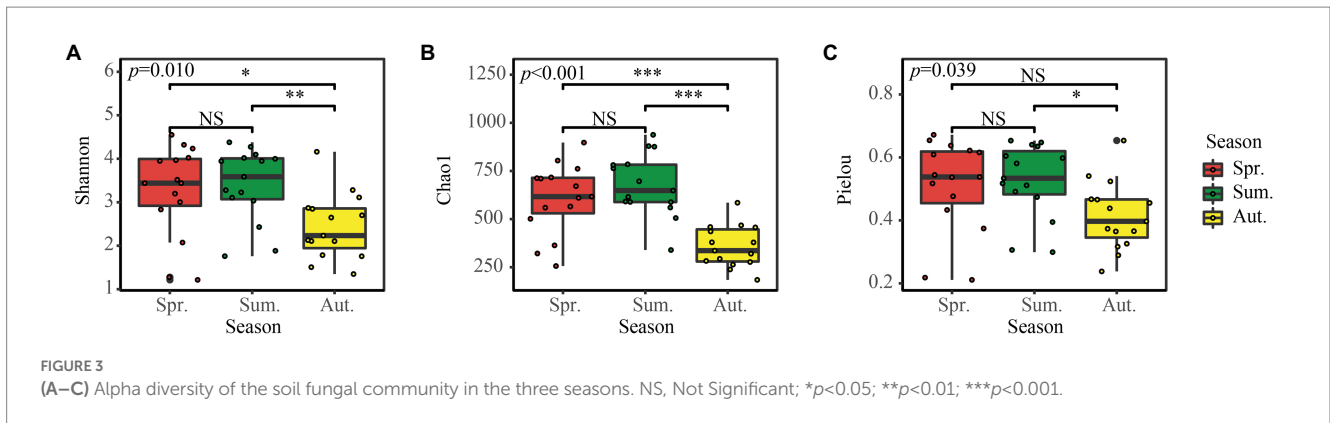 A
p=0.010
*
**
NS
6
5
4
3
2
1
Shannon
Spr.
Sum.
Aut.
Season
B
p<0.001
***
***
NS
1250
1000
750
500
250
Chao1
Spr.
Sum.
Aut.
Season
C
p=0.039
NS
*
NS
0.8
0.6
0.4
0.2
Pielou
Spr.
Sum.
Aut.
Season
Season
Spr.
Sum.
Aut.
FIGURE 3
(A–C) Alpha diversity of the soil fungal community in the three seasons. NS, Not Significant; *p<0.05; **p<0.01; ***p<0.001.